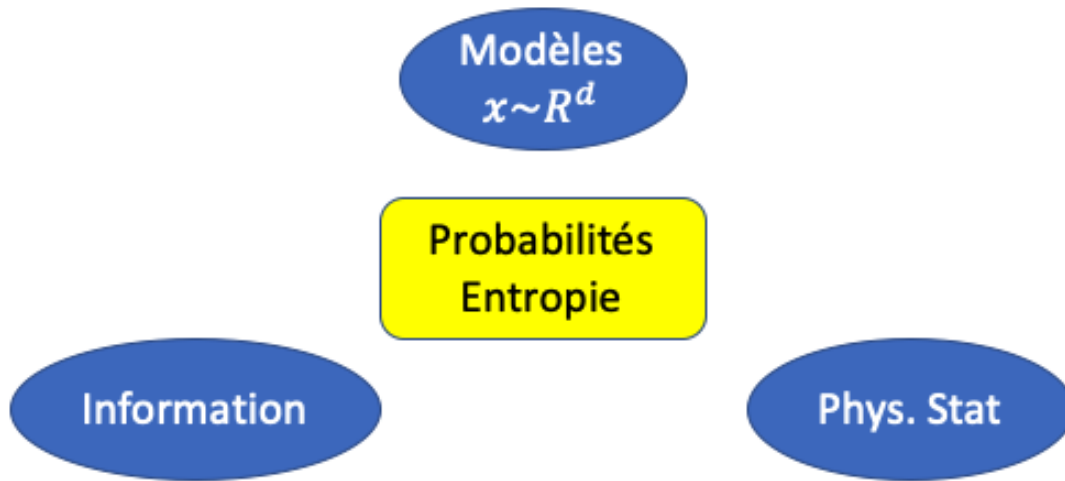 Modèles
x~R^d
Probabilités
Entropie
Information
Phys. Stat